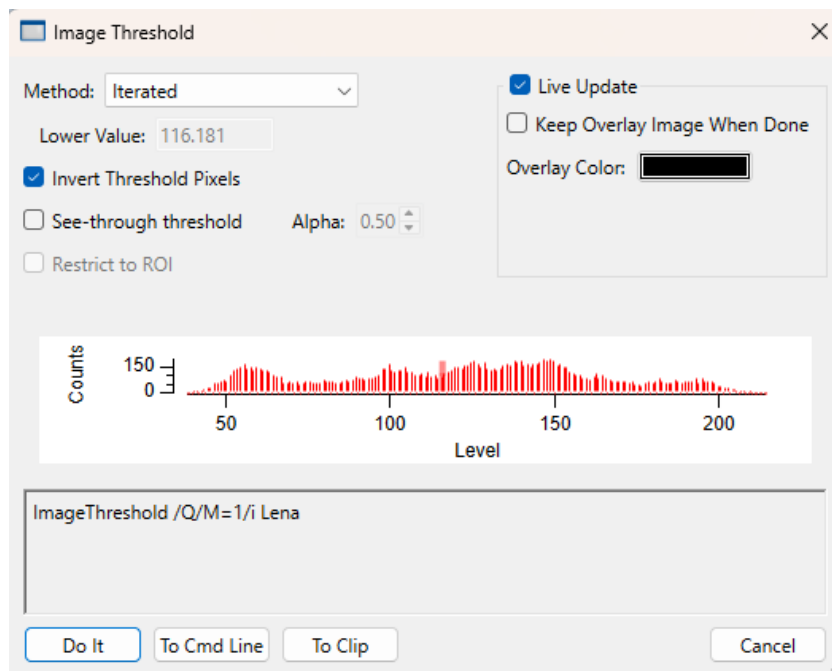 Image Threshold
Method: Iterated
Lower Value: 116.181
Invert Threshold Pixels
See-through threshold Alpha: 0.50
Restrict to ROI
Live Update
Keep Overlay Image When Done
Overlay Color:
Counts
150
0
50 100 150 200
Level
ImageThreshold /Q/M=1/i Lena
Do It To Cmd Line To Clip Cancel